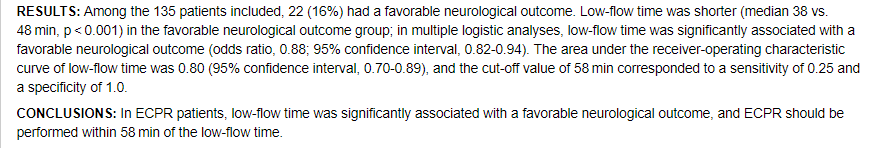 RESULTS: Among the 135 patients included, 22 (16%) had a favorable neurological outcome. Low-flow time was shorter (median 38 vs.
48 min, p < 0.001) in the favorable neurological outcome group; in multiple logistic analyses, low-flow time was significantly associated with a
favorable neurological outcome (odds ratio, 0.88; 95% confidence interval, 0.82-0.94). The area under the receiver-operating characteristic
curve of low-flow time was 0.80 (95% confidence interval, 0.70-0.89), and the cut-off value of 58 min corresponded to a sensitivity of 0.25 and
a specificity of 1.0.
CONCLUSIONS: In ECPR patients, low-flow time was significantly associated with a favorable neurological outcome, and ECPR should be
performed within 58 min of the low-flow time.